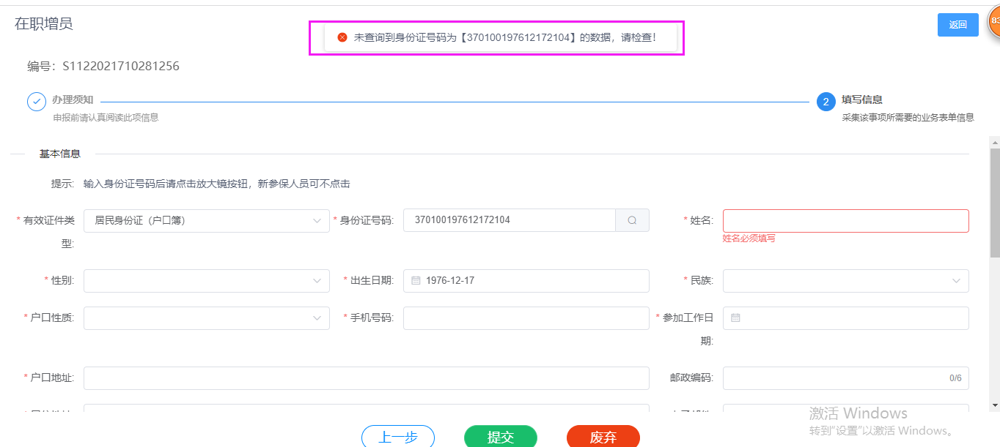 在职增员
未查询到身份证号码为【370100197612172104】的数据，请检查！
返回
83
编号：S1122021710281256
办理须知
申报前请认真阅读此项信息
2
填写信息
采集该事项所需要的业务表单信息
基本信息
提示: 输入身份证号码后请点击放大镜按钮，新参保人员可不点击
* 有效证件类型: 居民身份证（户口簿）
* 身份证号码: 370100197612172104
* 姓名:
姓名必须填写
* 性别:
* 出生日期: 1976-12-17
* 民族:
* 户口性质:
* 手机号码:
* 参加工作日期:
* 户口地址:
邮政编码: 0/6
激活 Windows
转到"设置"以激活 Windows。
上一步
提交
废弃